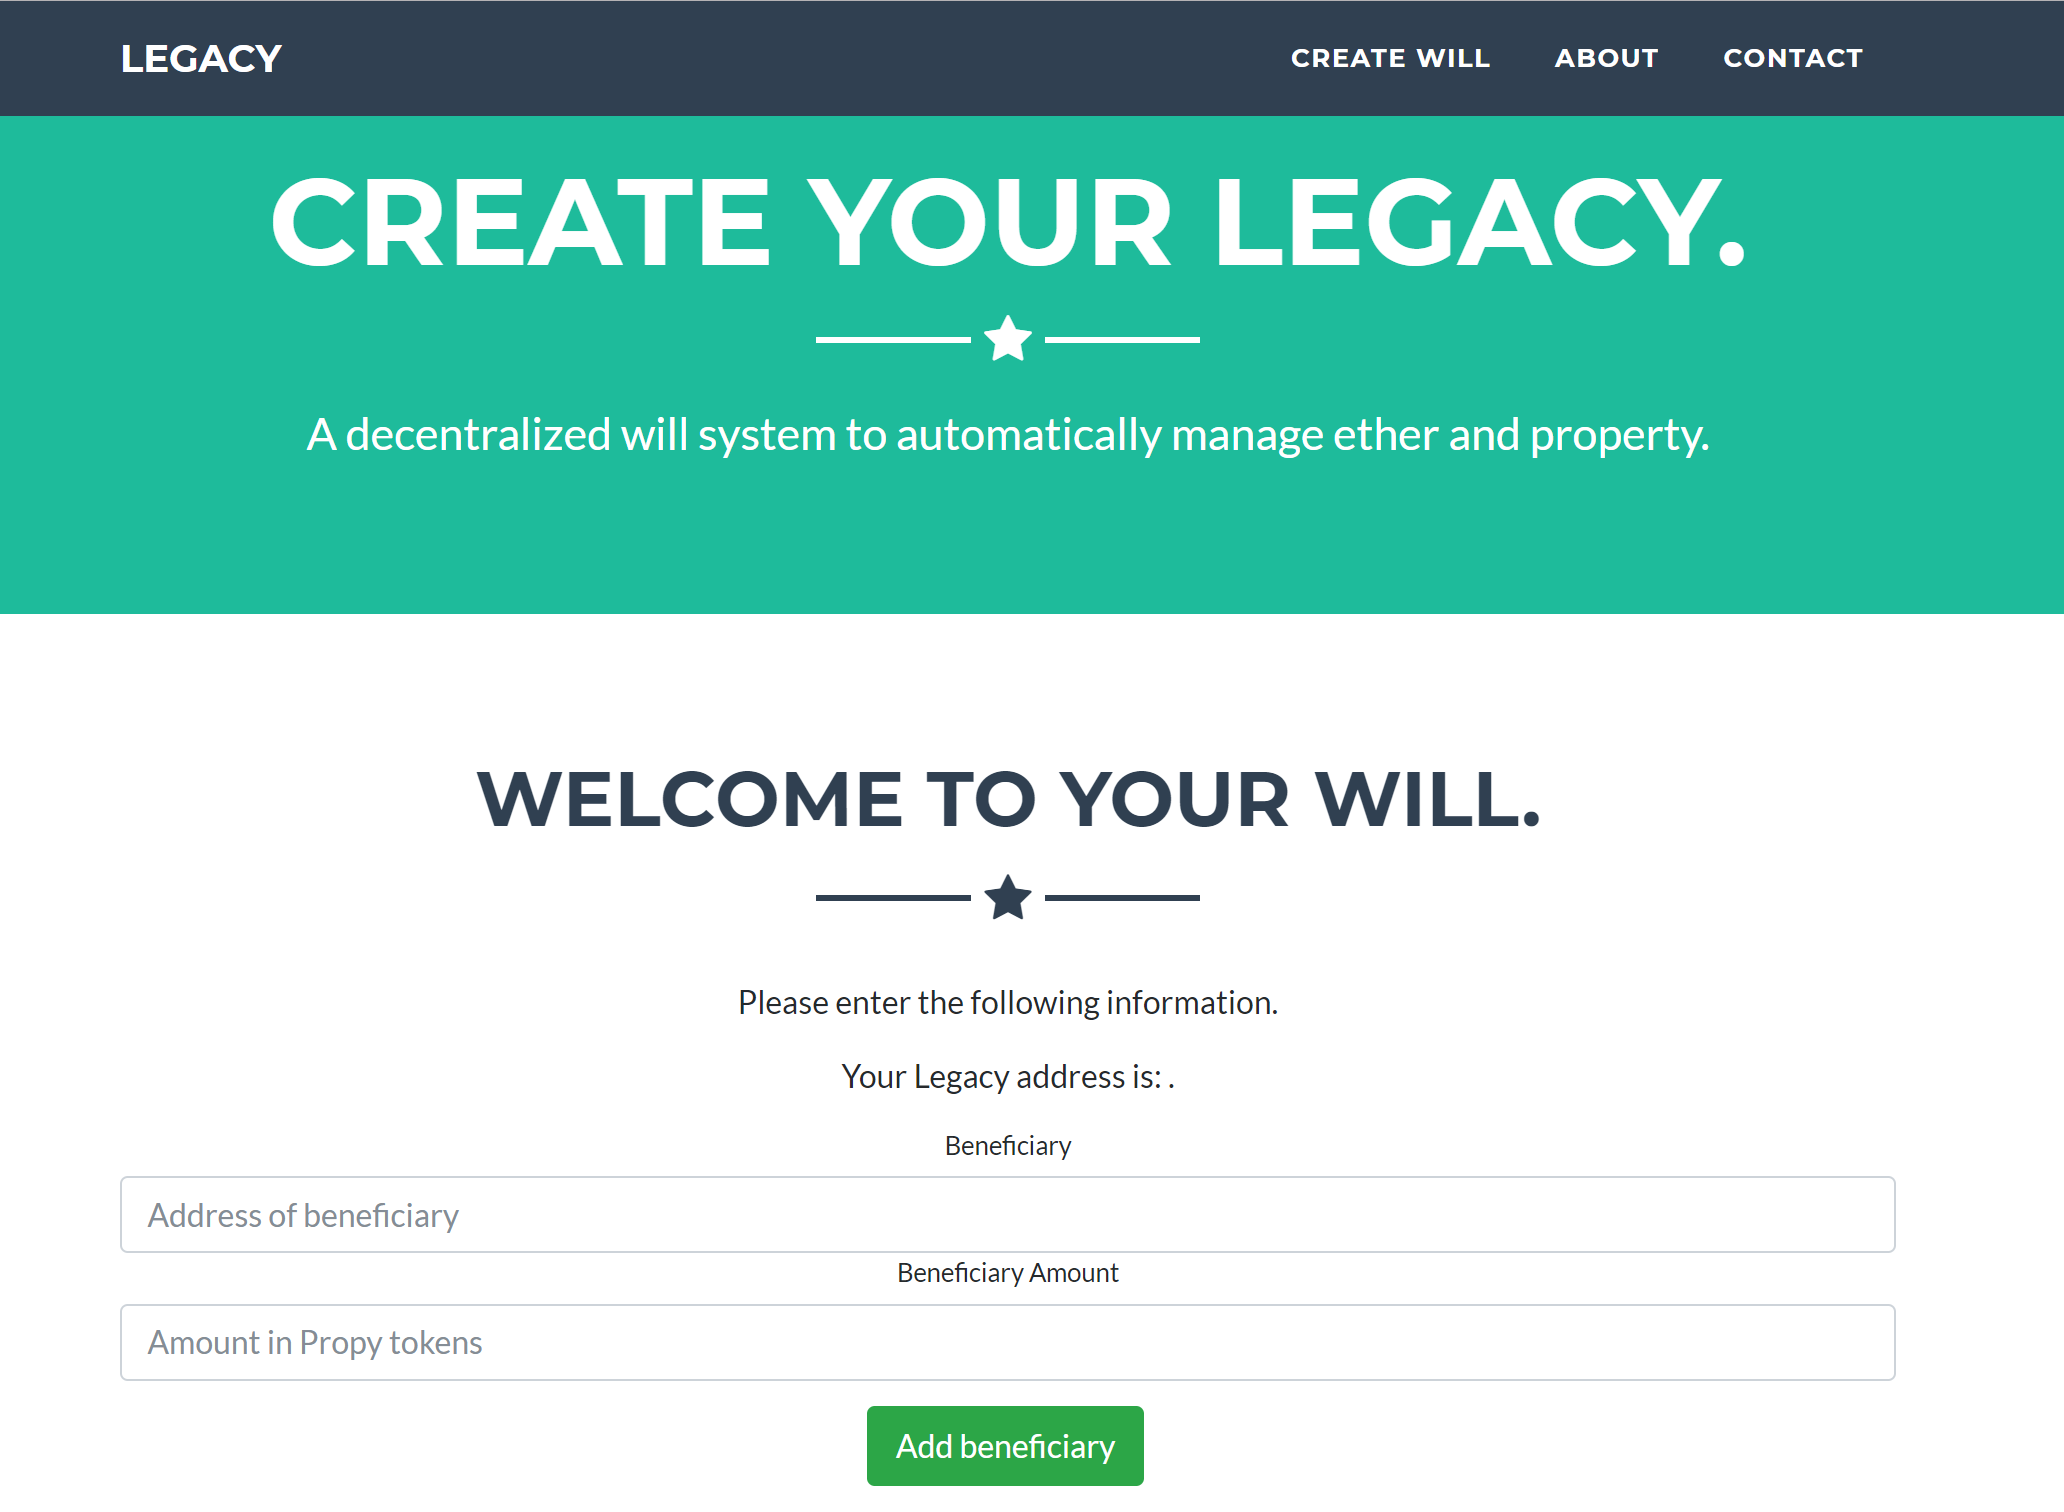 LEGACY
CREATE WILL ABOUT CONTACT
CREATE YOUR LEGACY.
A decentralized will system to automatically manage ether and property.
WELCOME TO YOUR WILL.
Please enter the following information.
Your Legacy address is: .
Beneficiary
Address of beneficiary
Beneficiary Amount
Amount in Propy tokens
Add beneficiary